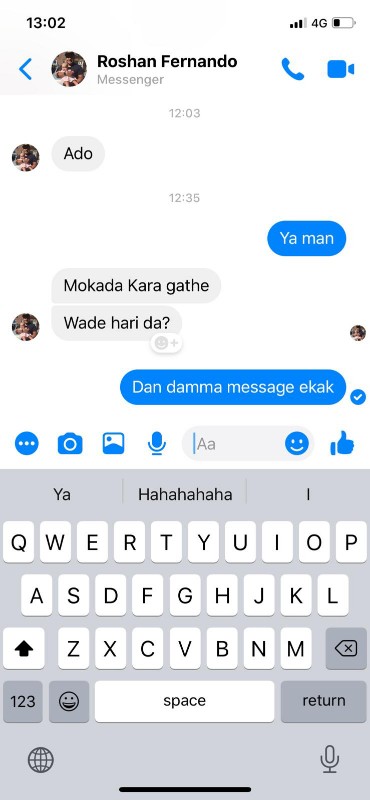 13:02
4G
Roshan Fernando
Messenger
12:03
Ado
12:35
Ya man
Mokada Kara gathe
Wade hari da?
Dan damma message ekak
Aa
Ya Hahahahaha I
Q W E R T Y U I O P
A S D F G H J K L
Z X C V B N M
123 space return